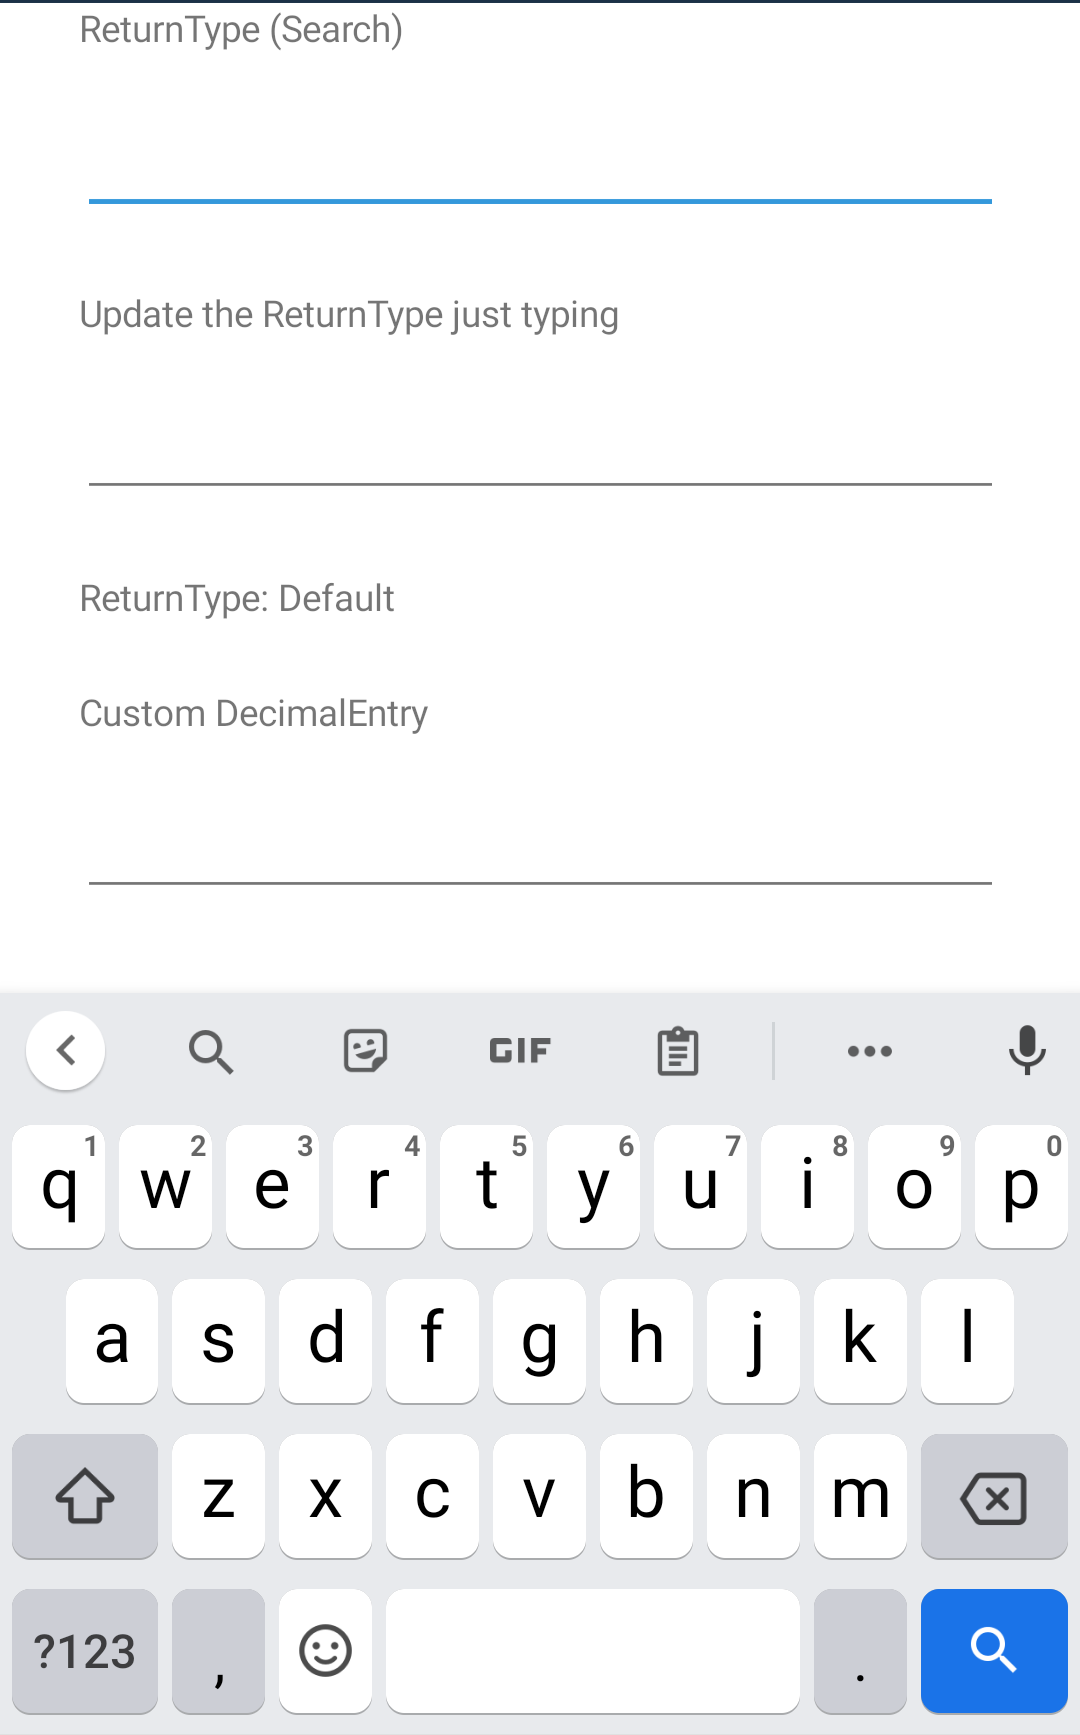 ReturnType (Search)
Update the ReturnType just typing
ReturnType: Default
Custom DecimalEntry
GIF
1 2 3 4 5 6 7 8 9 0
q w e r t y u i o p
a s d f g h j k l
z x c v b n m
?123 , .